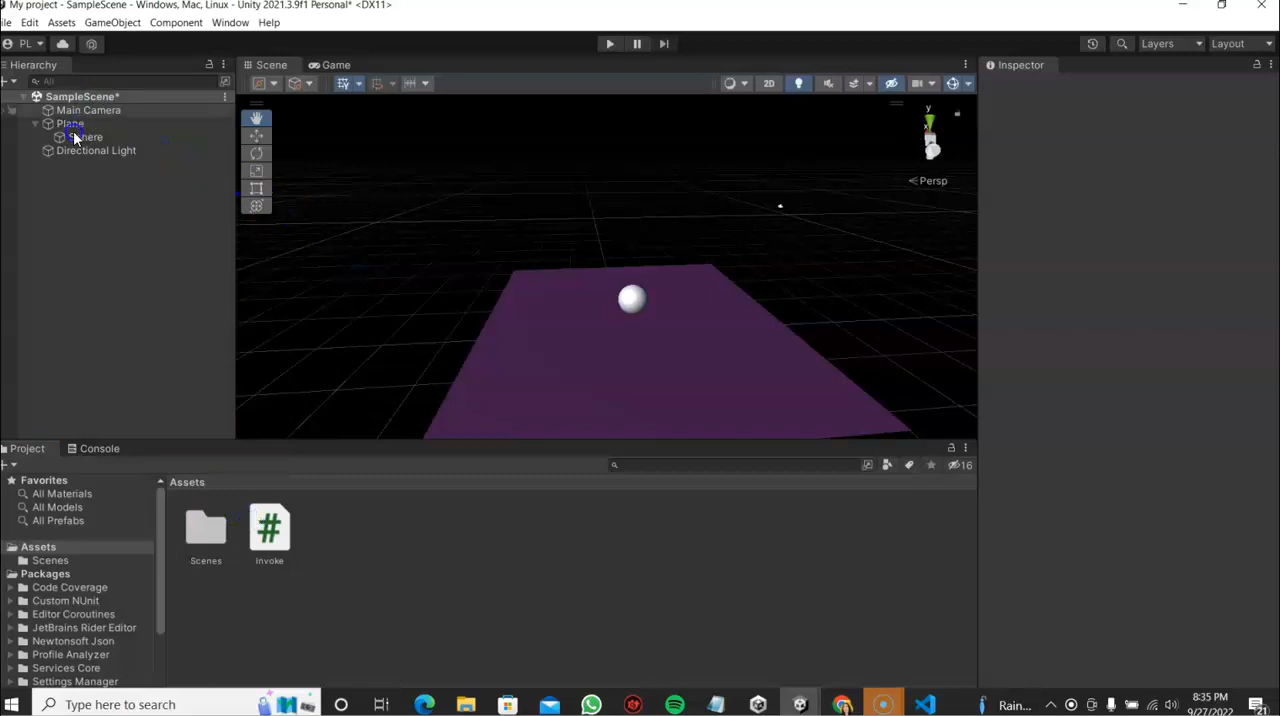 My project - SampleScene - Windows, Mac, Linux - Unity 2021.3.9f1 Personal* <DX11>
ile Edit Assets GameObject Component Window Help
PL Layers Layout
Hierarchy Scene Game Inspector
All 2D
SampleScene*
Main Camera
Plane
Directional Light
y
x
Persp
Project Console
16
Favorites
All Materials
All Models
All Prefabs
Assets
Scenes
Packages
Code Coverage
Custom NUnit
Editor Coroutines
JetBrains Rider Editor
Newtonsoft Json
Profile Analyzer
Services Core
Settings Manager
Assets
#
Scenes invoke
Type here to search
Rain...
8:35 PM
9/27/2022
21